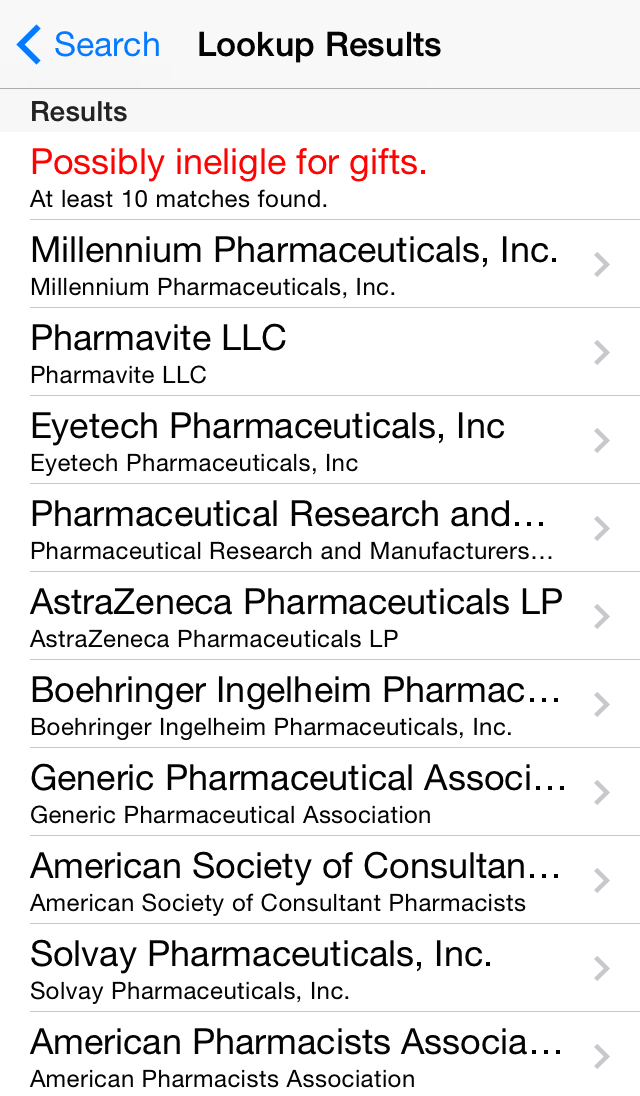 Search Lookup Results
Results
Possibly ineligle for gifts.
At least 10 matches found.
Millennium Pharmaceuticals, Inc.
Millennium Pharmaceuticals, Inc.
Pharmavite LLC
Pharmavite LLC
Eyetech Pharmaceuticals, Inc
Eyetech Pharmaceuticals, Inc
Pharmaceutical Research and...
Pharmaceutical Research and Manufacturers...
AstraZeneca Pharmaceuticals LP
AstraZeneca Pharmaceuticals LP
Boehringer Ingelheim Pharmac...
Boehringer Ingelheim Pharmaceuticals, Inc.
Generic Pharmaceutical Associ...
Generic Pharmaceutical Association
American Society of Consultan...
American Society of Consultant Pharmacists
Solvay Pharmaceuticals, Inc.
Solvay Pharmaceuticals, Inc.
American Pharmacists Associa...
American Pharmacists Association